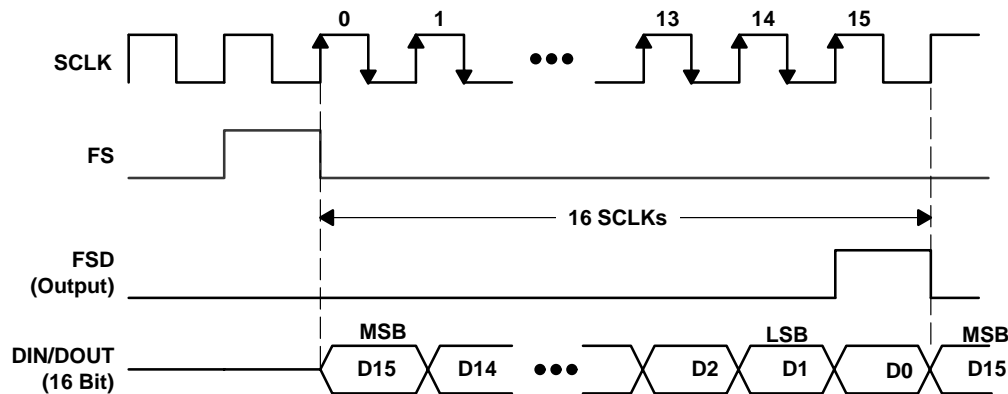 0 1 13 14 15
SCLK
FS
16 SCLKs
FSD
(Output)
MSB LSB MSB
DIN/DOUT
(16 Bit)
D15 D14 D2 D1 D0 D15